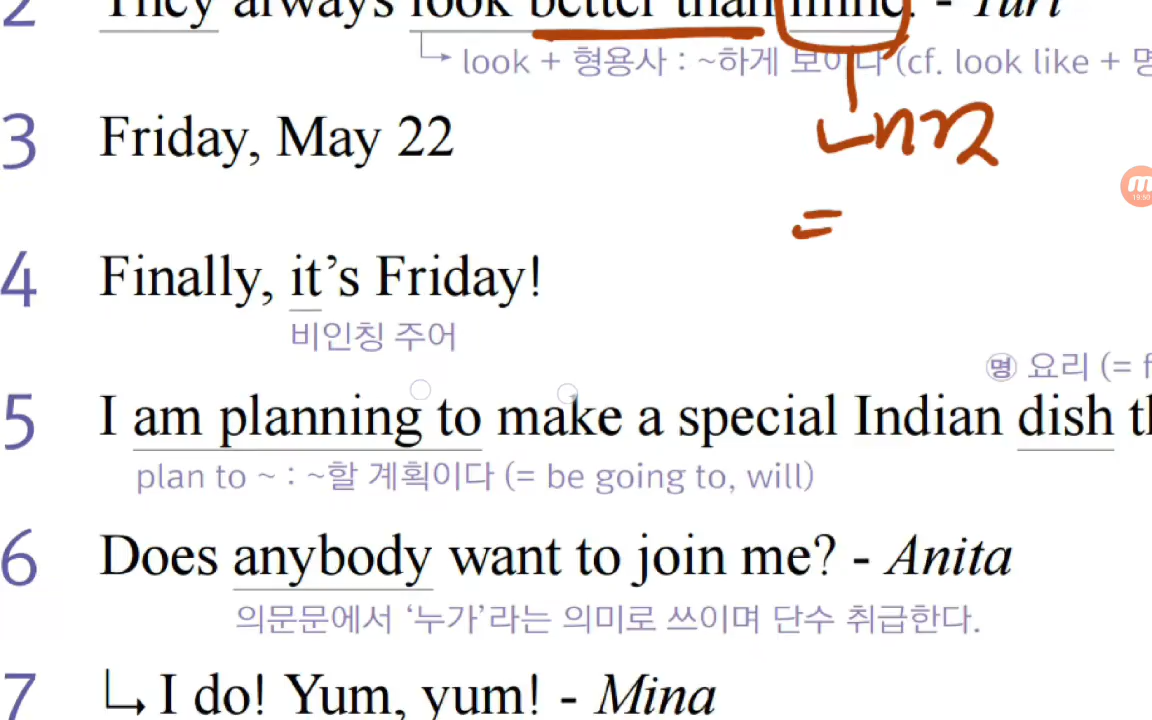 2 They always look better than mine. - Yuri
look + 형용사 : ~하게 보이다 (cf. look like + 명
3 Friday, May 22
4 Finally, it's Friday!
비인칭 주어
명 요리 (= f
5 I am planning to make a special Indian dish th
plan to ~ : ~할 계획이다 (= be going to, will)
6 Does anybody want to join me? - Anita
의문문에서 ‘누가’라는 의미로 쓰이며 단수 취급한다.
7 ↳ I do! Yum, yum! - Mina